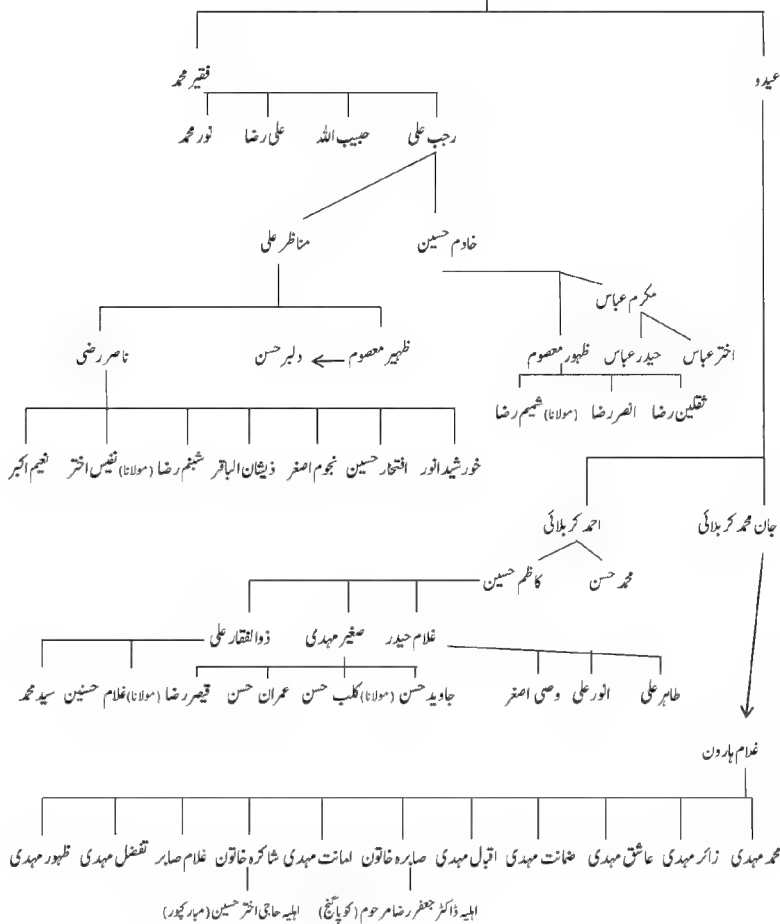 عیدو فقیر محمد
رجب علی حبیب اللہ علی رضا نور محمد
خادم حسین مناظر علی
مکرم عباس
اختر عباس حیدر عباس ظہور معصوم ظہیر معصوم دلبر حسن ناصر رضی
ثقلین رضا انصر رضا (مولانا) شمیم رضا
خورشید انور افتخار حسین نجوم اصغر ذیشان الباقر شبنم رضا (مولانا) نفیس اختر نعیم اکبر
جان محمد کربلائی احمد کربلائی
محمد حسن کاظم حسین
غلام حیدر صغیر مہدی ذوالفقار علی
طاہر علی انور علی وصی اصغر جاوید حسن (مولانا) کلب حسن عمران حسن قیصر رضا (مولانا) غلام حسنین سید محمد
غلام ہارون
محمد مہدی زائر مہدی عاشق مہدی ضانت مہدی اقبال مہدی صابرہ خاتون امانت مہدی شاکرہ خاتون غلام صابر تفضل مہدی ظہور مہدی
اہلیہ ڈاکٹر جعفر رضا مرحوم (کوپاگنج) اہلیہ حاجی اختر حسین (مبارکپور)